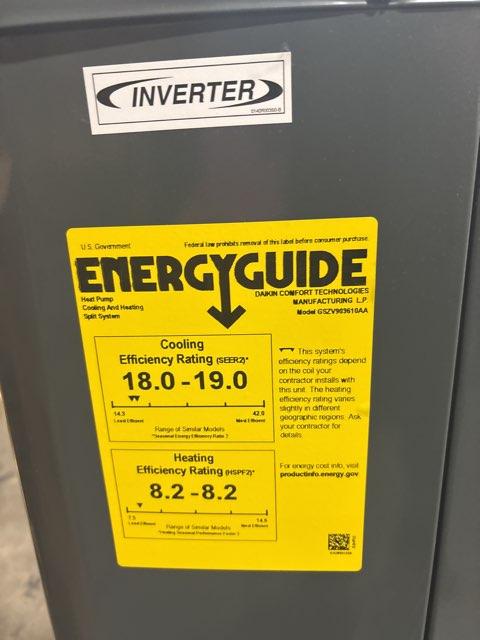 INVERTER
U.S. Government
Federal law prohibits removal of this label before consumer purchase.
ENERGYGUIDE
Heat Pump
Cooling And Heating
Split System
DAIKIN COMFORT TECHNOLOGIES
MANUFACTURING L.P.
Model GSZV903610AA
Cooling
Efficiency Rating (SEER2)*
18.0 - 19.0
14.3 42.0
Least Efficient Most Efficient
Range of Similar Models
*Seasonal Energy Efficiency Ratio 2
This system's
efficiency ratings depend
on the coil your
contractor installs with
this unit. The heating
efficiency rating varies
slightly in different
geographic regions. Ask
your contractor for
details.
Heating
Efficiency Rating (HSPF2)*
8.2 - 8.2
7.5 14.9
Least Efficient Most Efficient
Range of Similar Models
*Heating Seasonal Performance Factor 2
For energy cost info, visit
productinfo.energy.gov